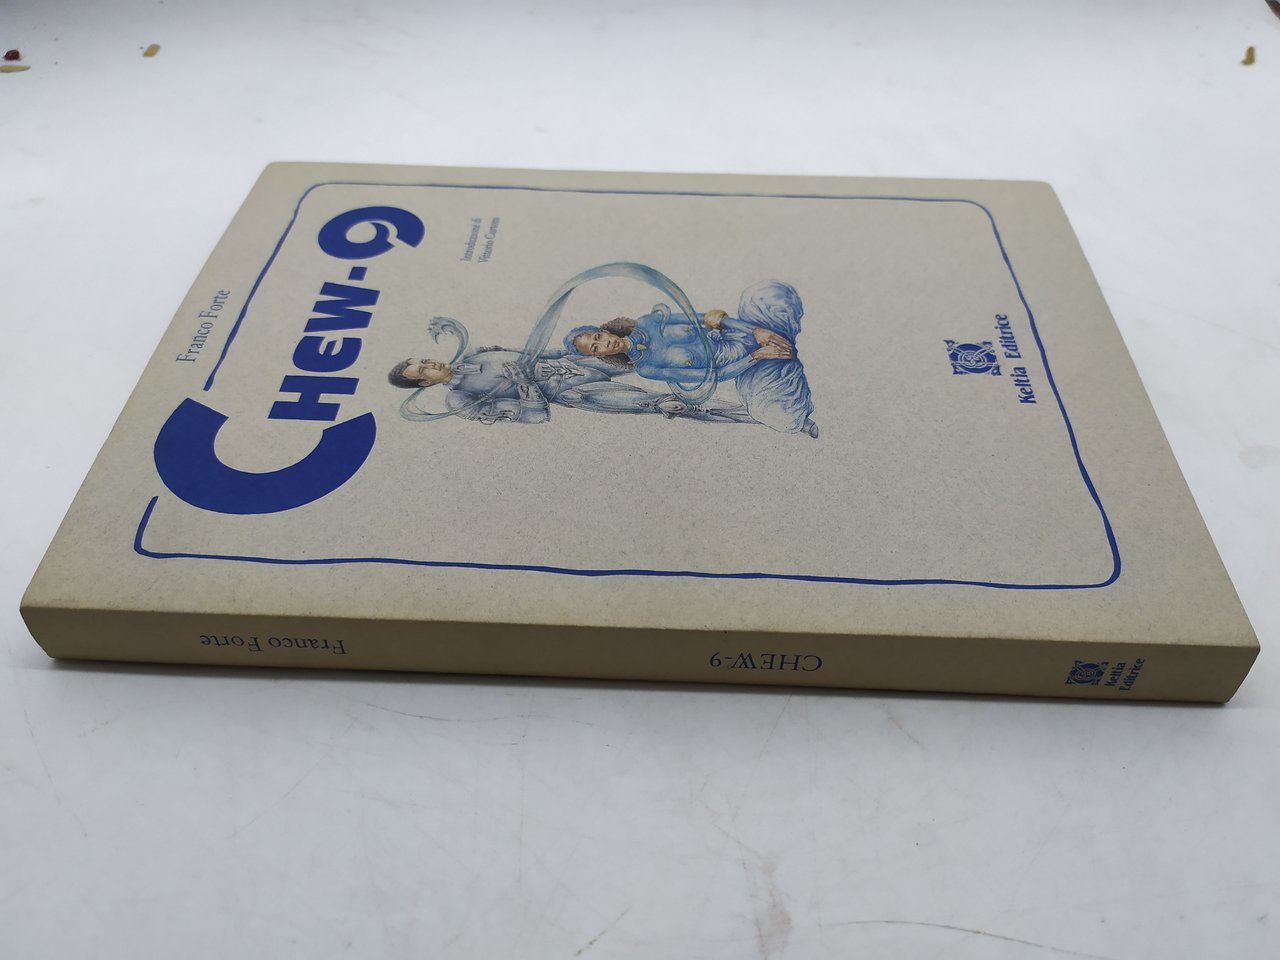 Franco Forte
CHEW-9
Introduzione di
Vittorio Curtoni
Keltia Editrice
Franco Forte
CHEW-9
Keltia
Editrice